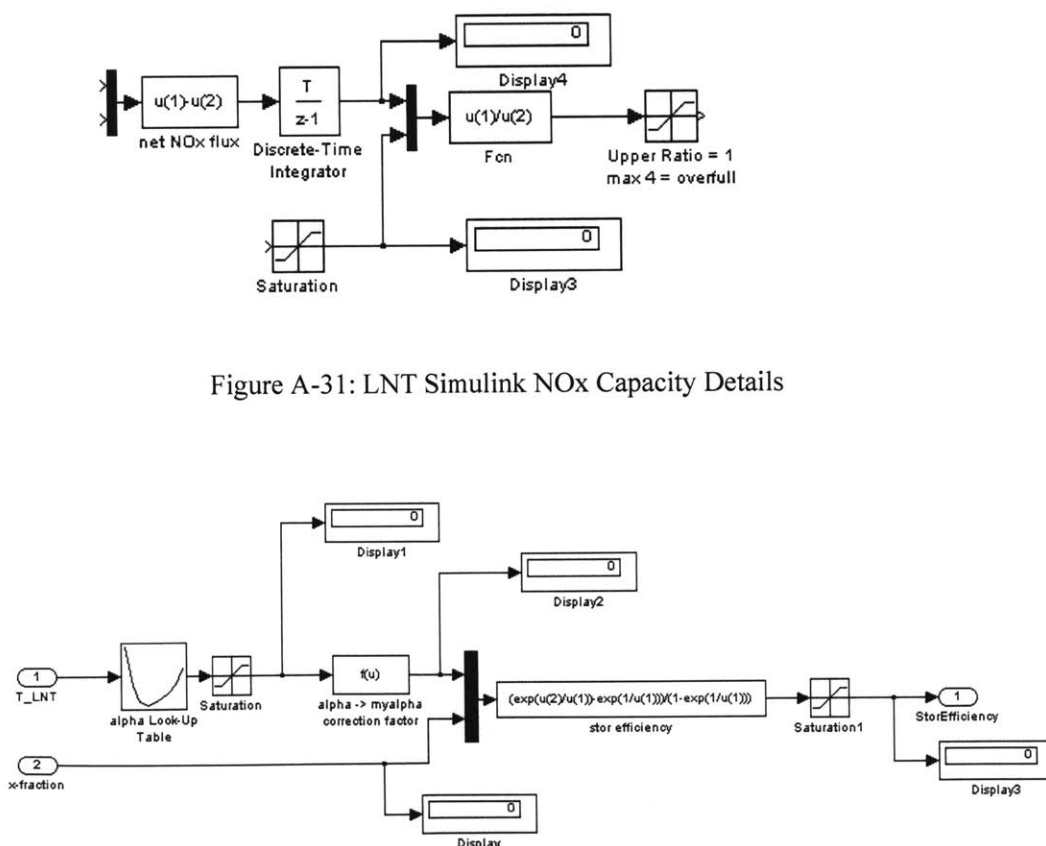 0
Display4
u(1)-u(2)
net NOx flux
T
z-1
Discrete-Time
Integrator
u(1)/u(2)
Fcn
Upper Ratio = 1
max 4 = overfull
Saturation
0
Display3
Figure A-31: LNT Simulink NOx Capacity Details
0
Display1
0
Display2
1
T_LNT
alpha Look-Up
Table
Saturation
f(u)
alpha -> myalpha
correction factor
(exp(u(2)/u(1))-exp(1/u(1)))/(1-exp(1/u(1)))
stor efficiency
Saturation1
1
StorEfficiency
0
Display3
2
x-fraction
0
Display